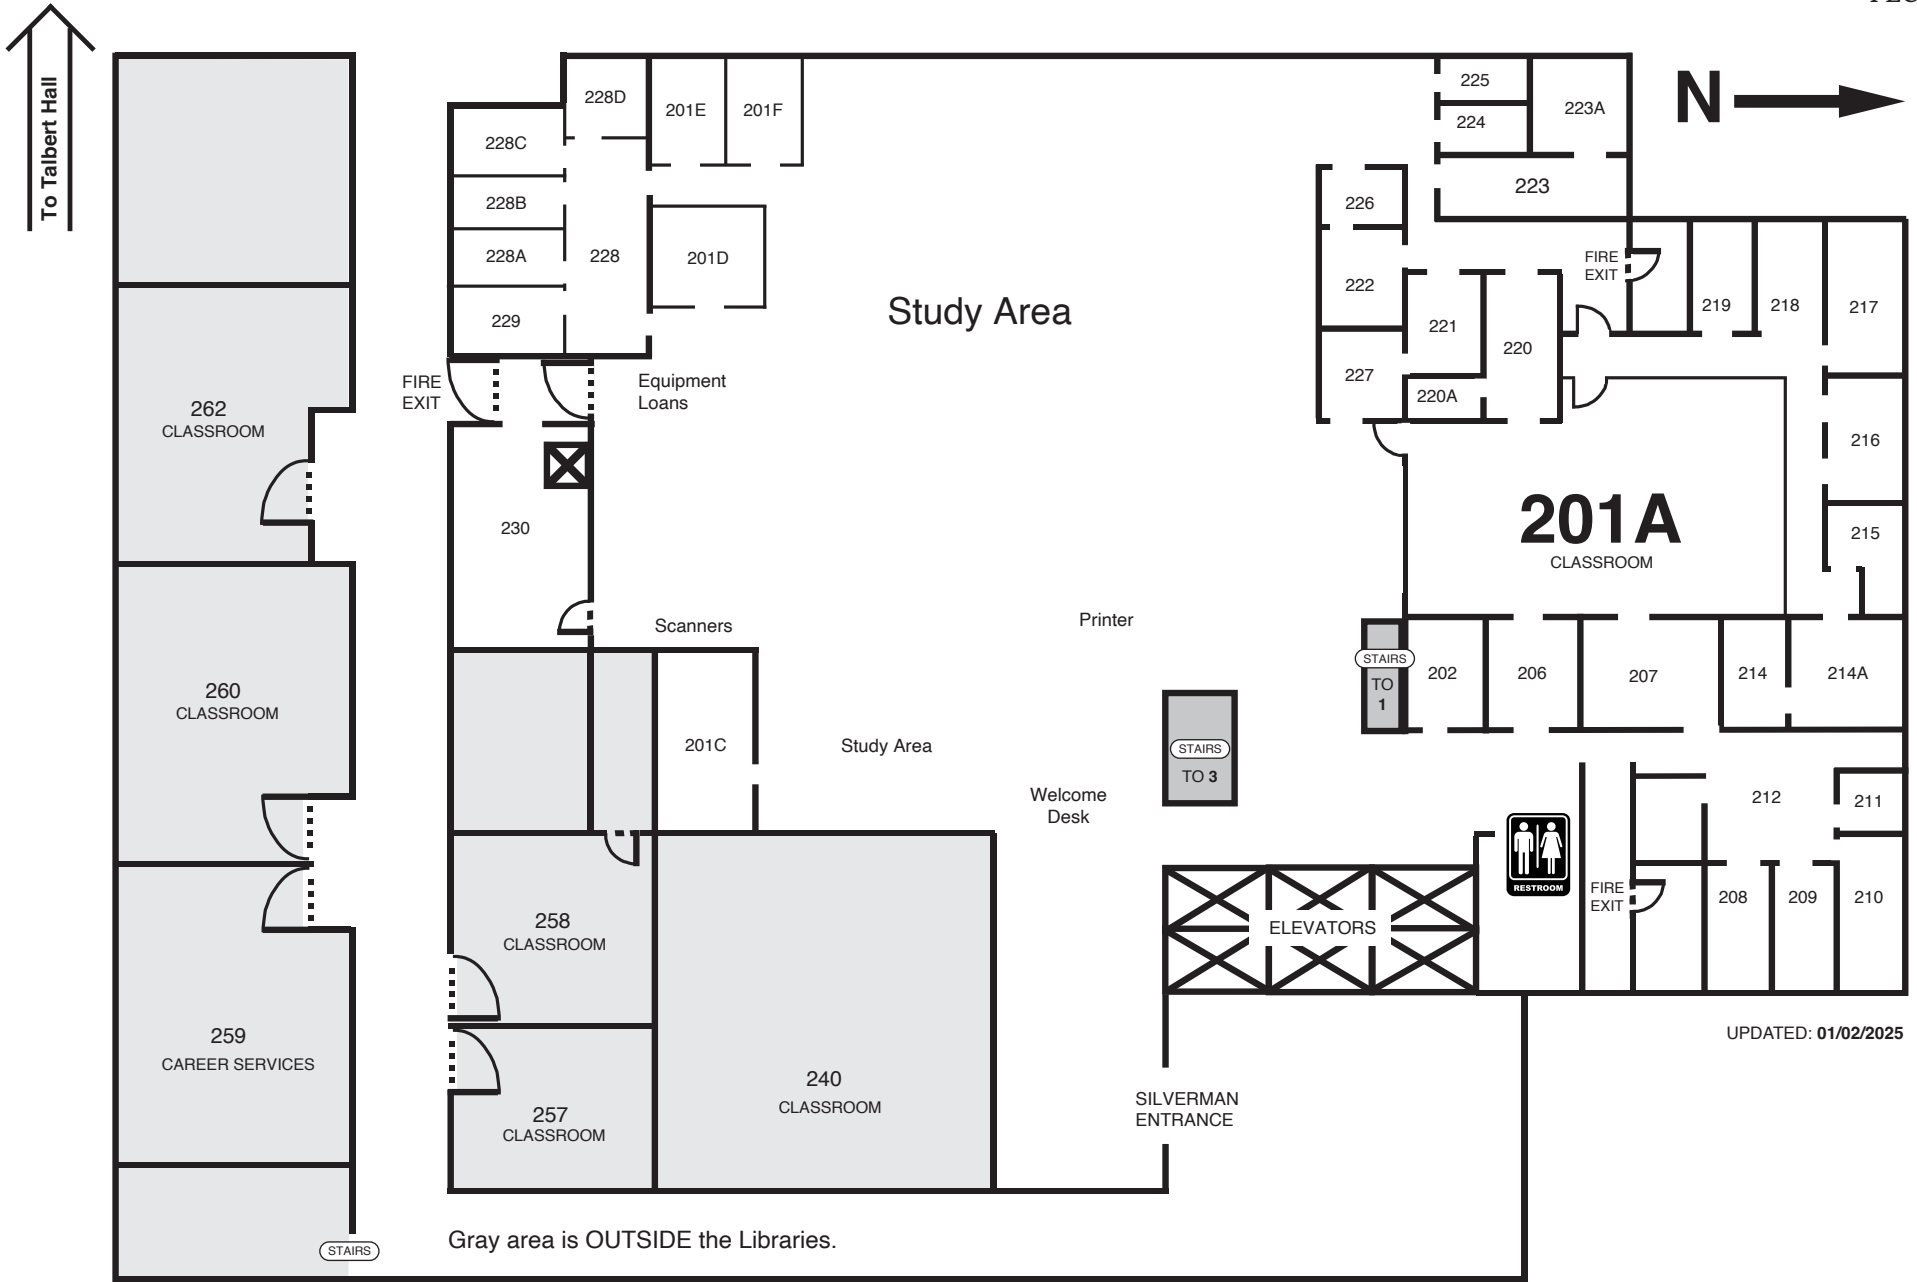 To Talbert Hall
N
225
223A
224
223
228D
201E
201F
228C
228B
228A
228
201D
229
226
222
227
221
220
220A
FIRE
EXIT
219
218
217
216
215
Study Area
FIRE
EXIT
Equipment
Loans
262
CLASSROOM
230
201A
CLASSROOM
Scanners
Printer
STAIRS
TO
1
202
206
207
214
214A
260
CLASSROOM
201C
Study Area
STAIRS
TO 3
Welcome
Desk
212
211
RESTROOM
FIRE
EXIT
208
209
210
258
CLASSROOM
ELEVATORS
259
CAREER SERVICES
240
CLASSROOM
257
CLASSROOM
SILVERMAN
ENTRANCE
UPDATED: 01/02/2025
STAIRS
Gray area is OUTSIDE the Libraries.